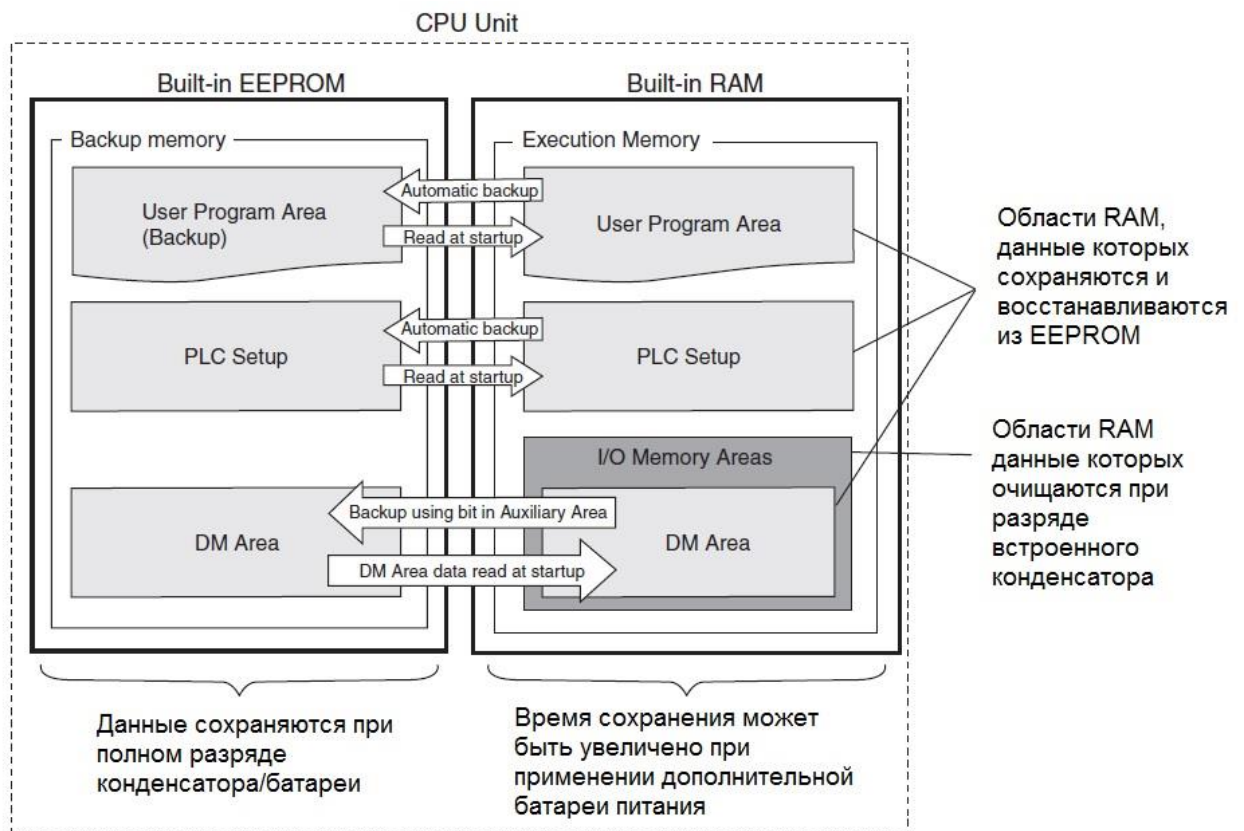 CPU Unit
Built-in EEPROM
Built-in RAM
Backup memory
Execution Memory
User Program Area
(Backup)
Automatic backup
Read at startup
User Program Area
PLC Setup
Automatic backup
Read at startup
PLC Setup
I/O Memory Areas
DM Area
Backup using bit in Auxiliary Area
DM Area data read at startup
DM Area
Области RAM,
данные которых
сохраняются и
восстанавливаются
из EEPROM
Области RAM
данные которых
очищаются при
разряде
встроенного
конденсатора
Данные сохраняются при
полном разряде
конденсатора/батареи
Время сохранения может
быть увеличено при
применении дополнительной
батареи питания